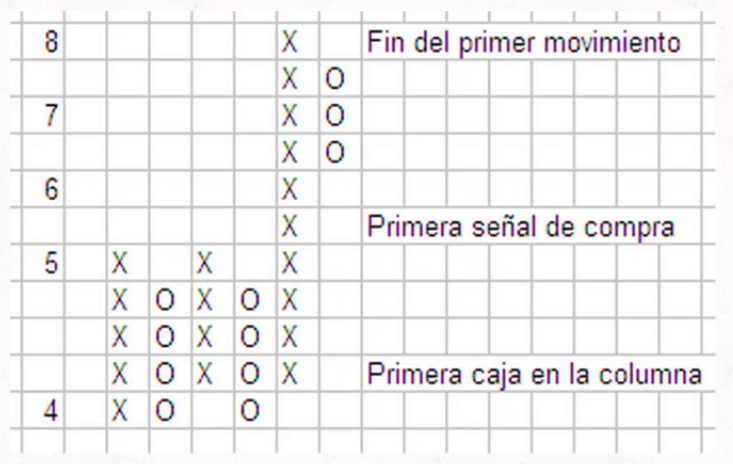 8 X Fin del primer movimiento
X O
7 X O
X O
6 X
X Primera señal de compra
5 X X X
X O X O X
X O X O X
X O X O X Primera caja en la columna
4 X O O